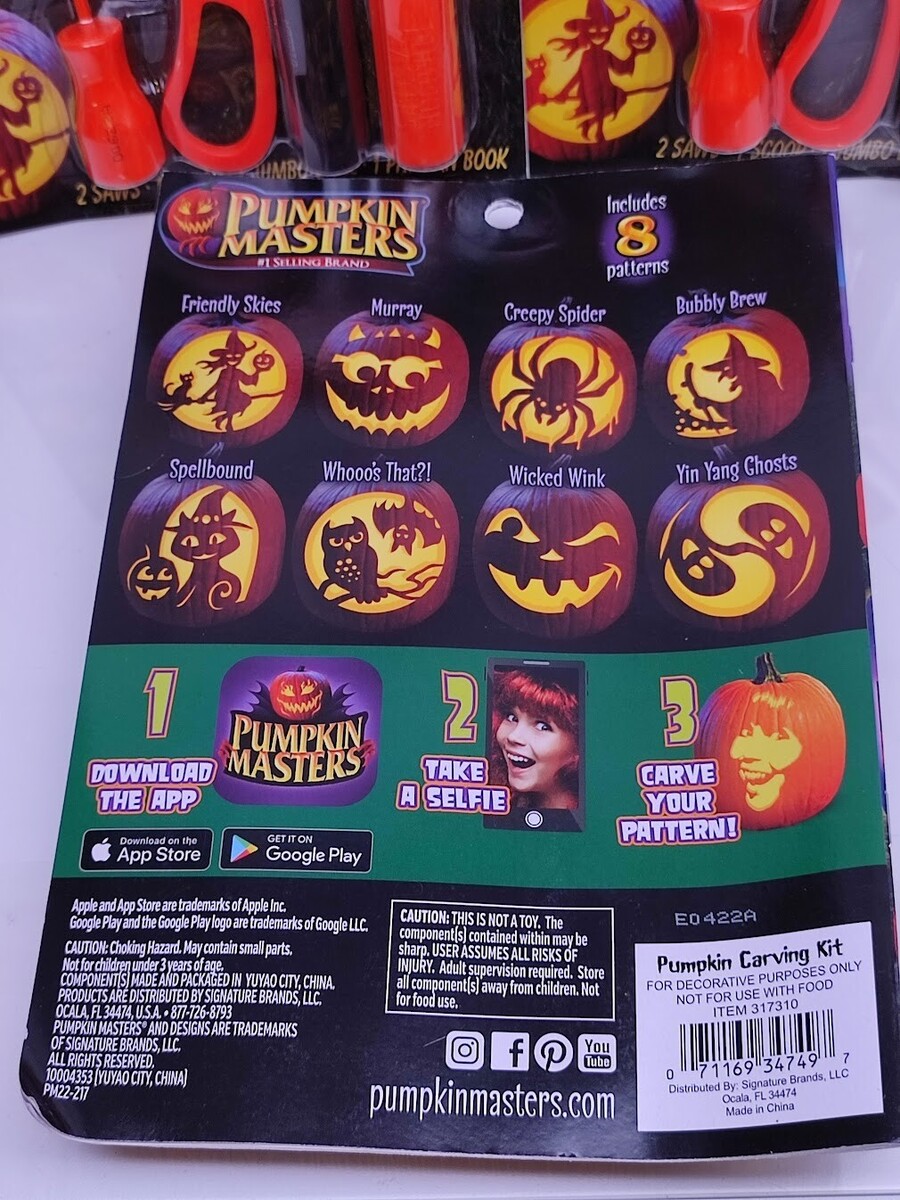 2 SAWS
JUMBO
BOOK
2 SAWS 1 SCOOP JUMBO
PUMPKIN
MASTERS
#1 SELLING BRAND
Includes
8
patterns
Friendly Skies
Murray
Creepy Spider
Bubbly Brew
Spellbound
Whooo's That?!
Wicked Wink
Yin Yang Ghosts
1
DOWNLOAD
THE APP
PUMPKIN
MASTERS
2
TAKE
A SELFIE
3
CARVE
YOUR
PATTERN!
Download on the
App Store
GET IT ON
Google Play
Apple and App Store are trademarks of Apple Inc.
Google Play and the Google Play logo are trademarks of Google LLC.
CAUTION: Choking Hazard. May contain small parts.
Not for children under 3 years of age.
COMPONENT(S) MADE AND PACKAGED IN YUYAO CITY, CHINA.
PRODUCTS ARE DISTRIBUTED BY SIGNATURE BRANDS, LLC.
OCALA, FL 34474, U.S.A. • 877-726-8793
PUMPKIN MASTERS® AND DESIGNS ARE TRADEMARKS
OF SIGNATURE BRANDS, LLC.
ALL RIGHTS RESERVED.
10004353 (YUYAO CITY, CHINA)
PM22-217
CAUTION: THIS IS NOT A TOY. The
component(s) contained within may be
sharp. USER ASSUMES ALL RISKS OF
INJURY. Adult supervision required. Store
all component(s) away from children. Not
for food use.
You
Tube
pumpkinmasters.com
E0422A
Pumpkin Carving Kit
FOR DECORATIVE PURPOSES ONLY
NOT FOR USE WITH FOOD
ITEM 317310
0 71169 34749 7
Distributed By: Signature Brands, LLC
Ocala, FL 34474
Made in China